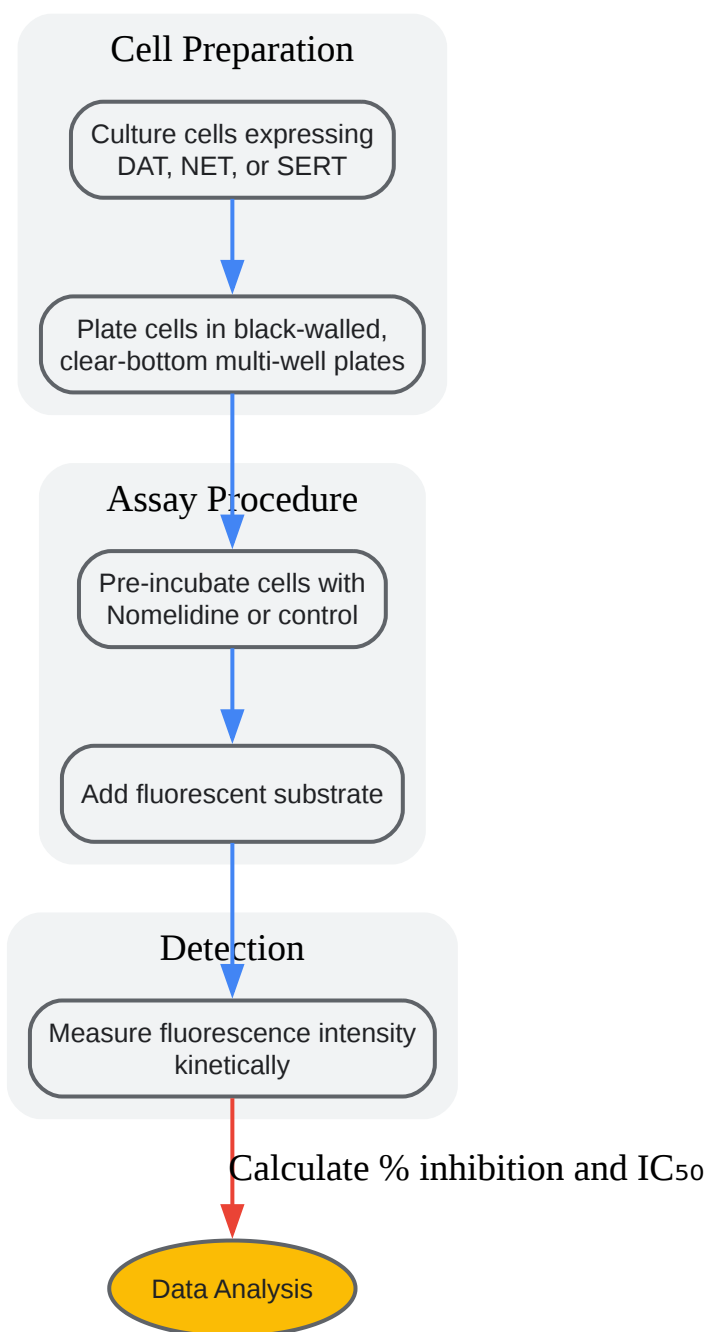 Cell Preparation
Culture cells expressing
DAT, NET, or SERT
Plate cells in black-walled,
clear-bottom multi-well plates
Assay Procedure
Pre-incubate cells with
Nomelidine or control
Add fluorescent substrate
Detection
Measure fluorescence intensity
kinetically
Calculate % inhibition and IC₅₀
Data Analysis